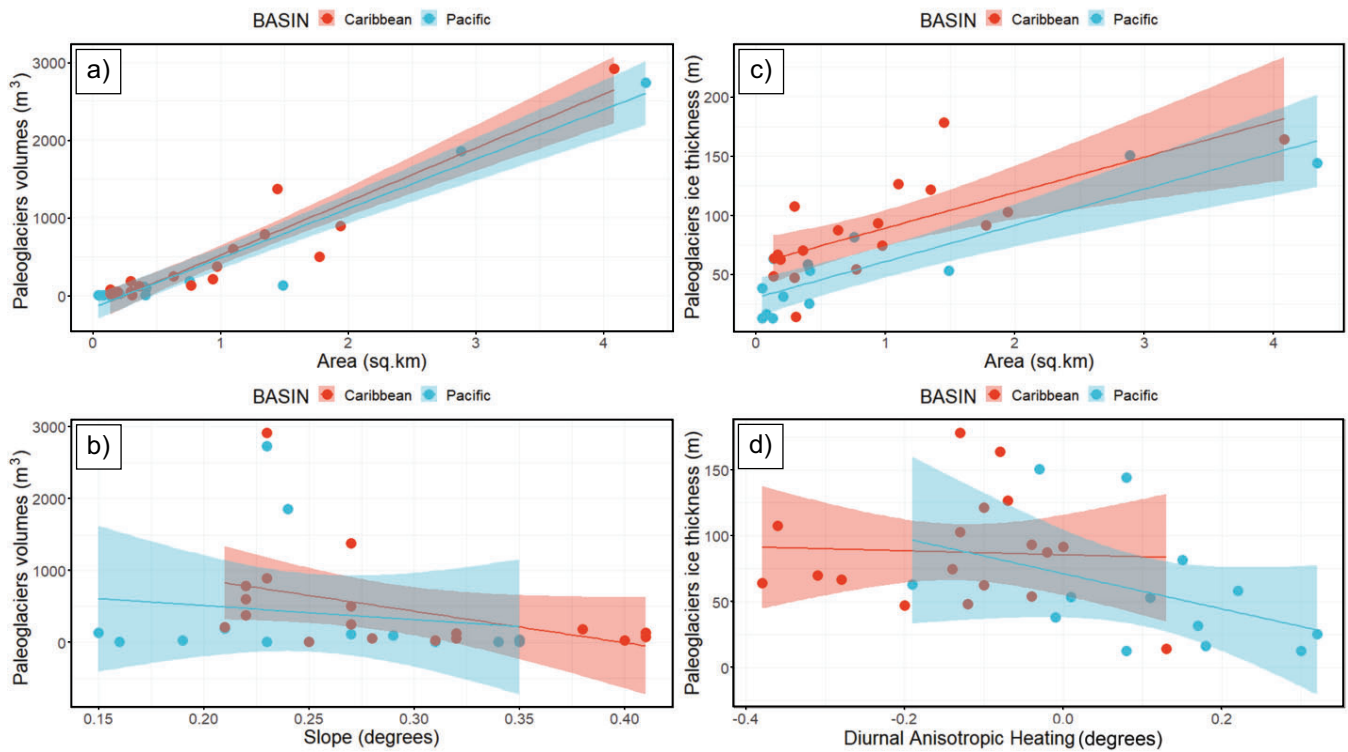 BASIN Caribbean Pacific
a)
Paleoglaciers volumes (m³)
3000
2000
1000
0
0 1 2 3 4
Area (sq.km)
BASIN Caribbean Pacific
c)
Paleoglaciers ice thickness (m)
200
150
100
50
0 1 2 3 4
Area (sq.km)
BASIN Caribbean Pacific
b)
Paleoglaciers volumes (m³)
3000
2000
1000
0
0.15 0.20 0.25 0.30 0.35 0.40
Slope (degrees)
BASIN Caribbean Pacific
d)
Paleoglaciers ice thickness (m)
150
100
50
0
-0.4 -0.2 0.0 0.2
Diurnal Anisotropic Heating (degrees)